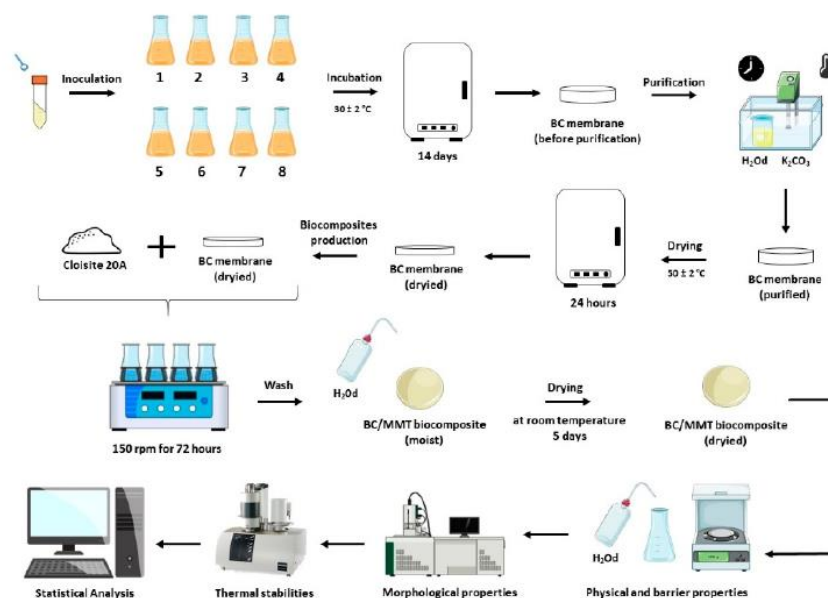 Inoculation
1 2 3 4
5 6 7 8
Incubation
30 ± 2 °C
14 days
BC membrane
(before purification)
Purification
H₂Od K₂CO₃
BC membrane
(purified)
Drying
50 ± 2 °C
24 hours
BC membrane
(dryied)
Biocomposites
production
BC membrane
(dryied)
+
Cloisite 20A
150 rpm for 72 hours
Wash
H₂Od
BC/MMT biocomposite
(moist)
Drying
at room temperature
5 days
BC/MMT biocomposite
(dryied)
H₂Od
Physical and barrier properties
Morphological properties
Thermal stabilities
Statistical Analysis